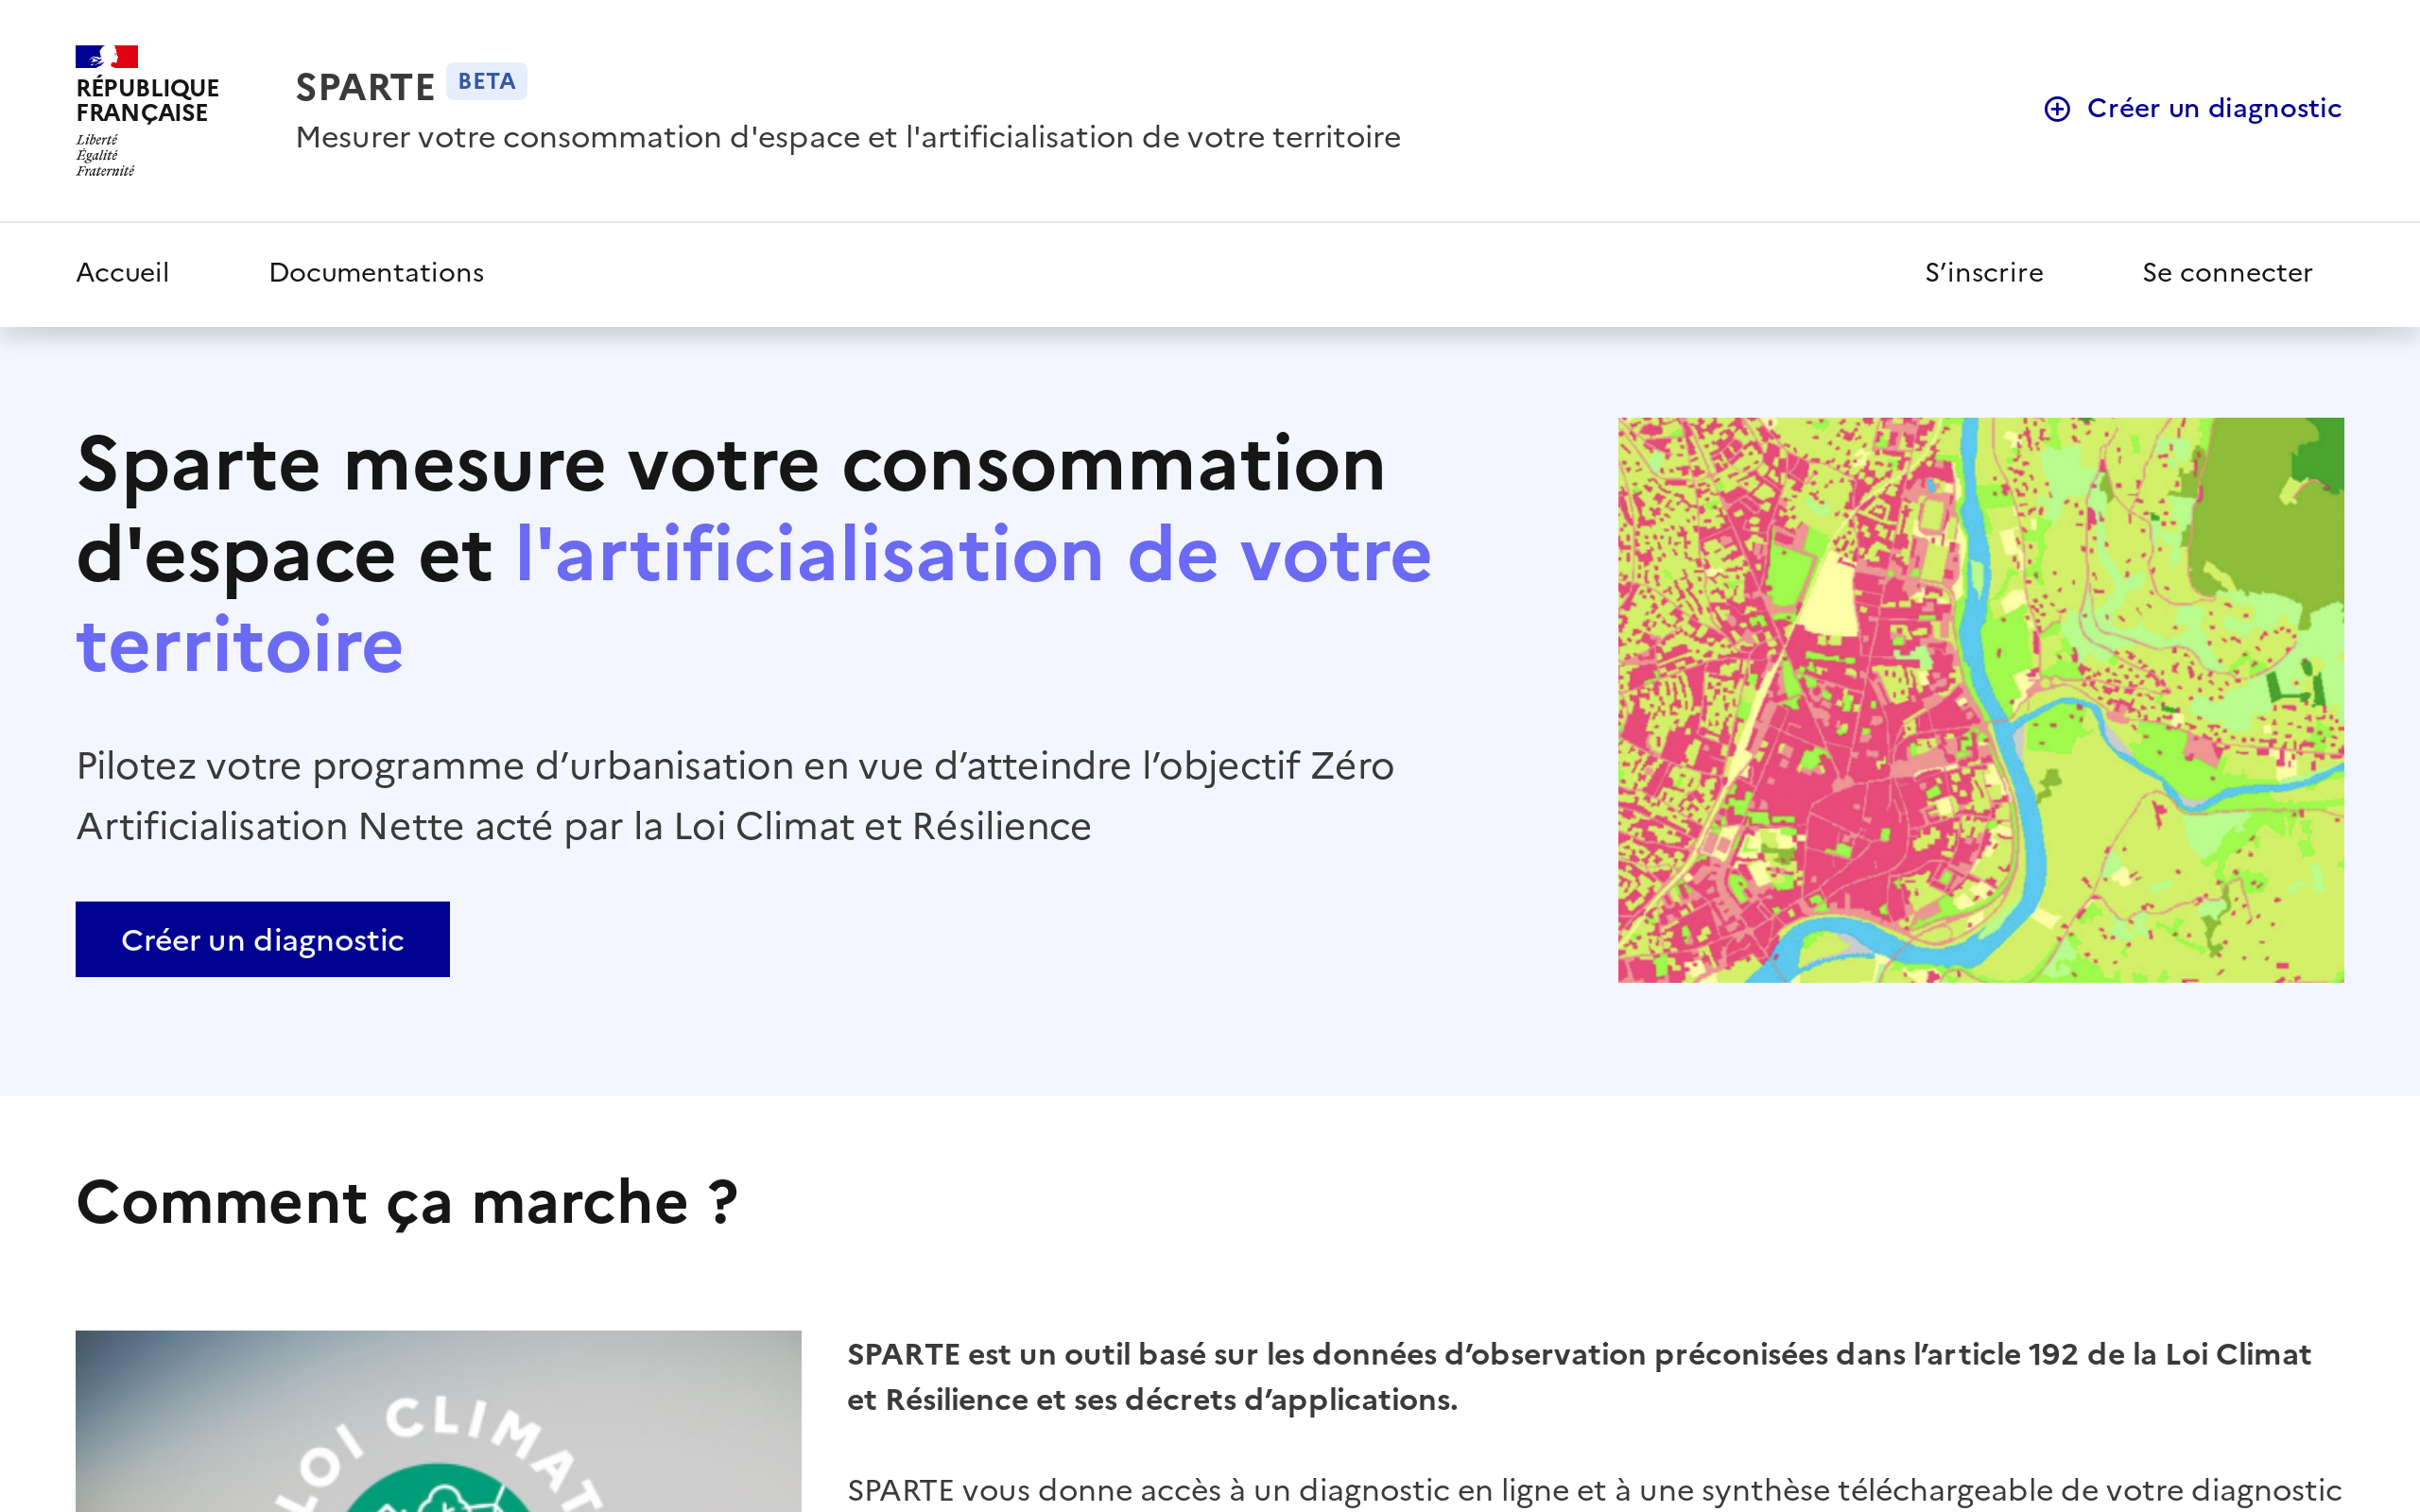 RÉPUBLIQUE
FRANÇAISE
Liberté
Égalité
Fraternité
SPARTE BETA
Mesurer votre consommation d'espace et l'artificialisation de votre territoire
Créer un diagnostic
Accueil
Documentations
S’inscrire
Se connecter
Sparte mesure votre consommation
d'espace et l'artificialisation de votre
territoire
Pilotez votre programme d’urbanisation en vue d’atteindre l’objectif Zéro
Artificialisation Nette acté par la Loi Climat et Résilience
Créer un diagnostic
Comment ça marche ?
LOI CLIMAT
SPARTE est un outil basé sur les données d’observation préconisées dans l’article 192 de la Loi Climat
et Résilience et ses décrets d’applications.
SPARTE vous donne accès à un diagnostic en ligne et à une synthèse téléchargeable de votre diagnostic